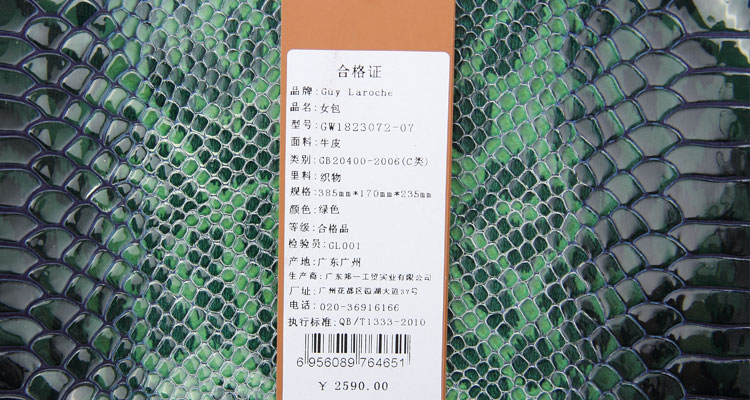 合格证
品牌:Guy Laroche
品名:女包
型号:GW1823072-07
面料:牛皮
类别:GB20400-2006(C类)
里料:织物
规格:385mm*170mm*235mm
颜色:绿色
等级:合格品
检验员:GL001
产地:广东广州
生产商:广东邦一工贸实业有限公司
厂址:广州花都区迎湖大道37号
电话:020-36916166
执行标准:QB/T1333-2010
6 956089 764651
¥ 2590.00